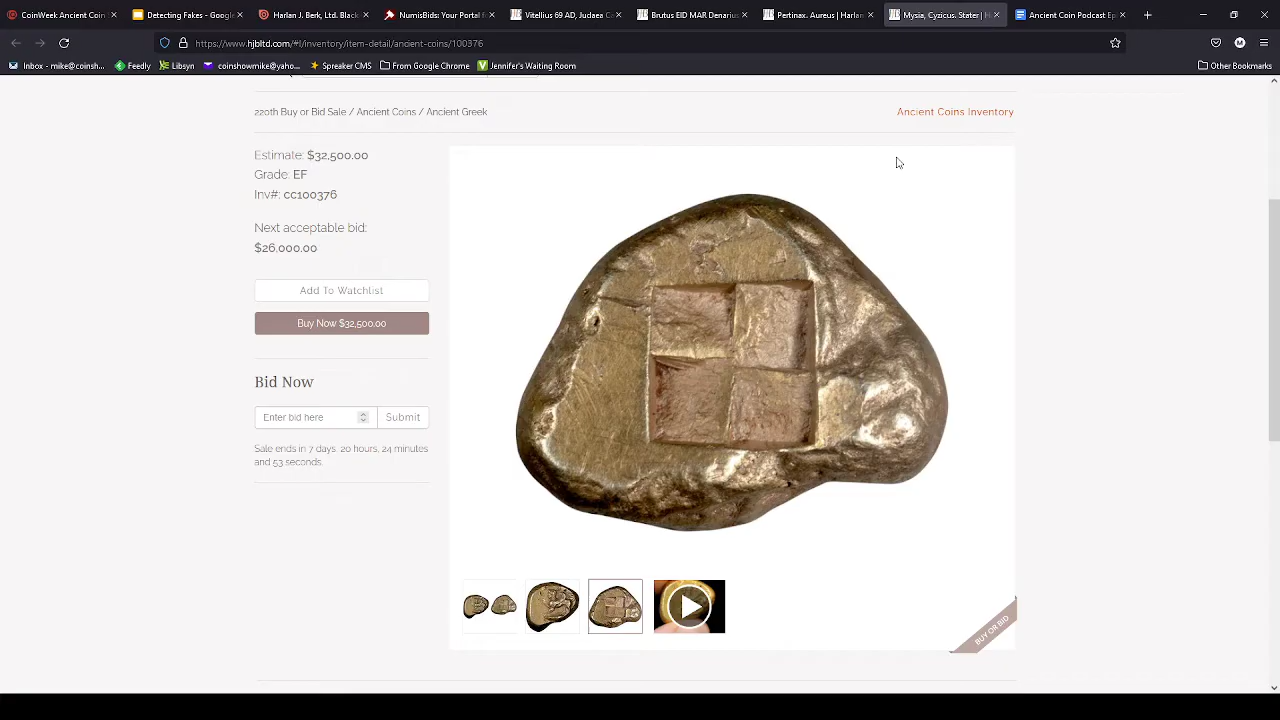 CoinWeek Ancient Coin
Detecting Fakes - Google
Harlan J. Berk, Ltd. Black
NumisBids: Your Portal f
Vitellius 69 AD, Judaea Co
Brutus EID MAR Denarius
Pertinax. Aureus | Harlan
Mysia, Cyzicus. Stater | H
Ancient Coin Podcast Epi
https://www.hjbltd.com/#!/inventory/item-detail/ancient-coins/100376
Inbox - mike@coinsh...
Feedly
Libsyn
coinshowmike@yaho...
Spreaker CMS
From Google Chrome
Jennifer's Waiting Room
Other Bookmarks
220th Buy or Bid Sale / Ancient Coins / Ancient Greek
Ancient Coins Inventory
Estimate: $32,500.00
Grade: EF
Inv#: cc100376
Next acceptable bid:
$26,000.00
Add To Watchlist
Buy Now $32,500.00
Bid Now
Enter bid here
Submit
Sale ends in 7 days, 20 hours, 24 minutes
and 53 seconds.
BUY OR BID